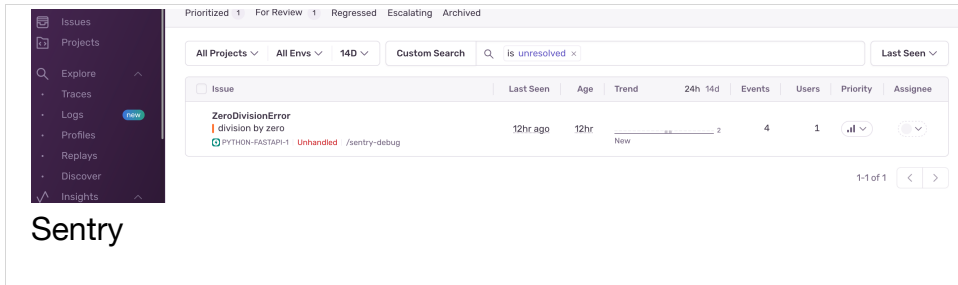 Issues
Projects
Explore
Traces
Logs new
Profiles
Replays
Discover
Insights
Prioritized 1 For Review 1 Regressed Escalating Archived
All Projects All Envs 14D Custom Search is unresolved × Last Seen
Issue Last Seen Age Trend 24h 14d Events Users Priority Assignee
ZeroDivisionError
division by zero
PYTHON-FASTAPI-1 Unhandled /sentry-debug
12hr ago 12hr 2 4 1
New
1-1 of 1
Sentry